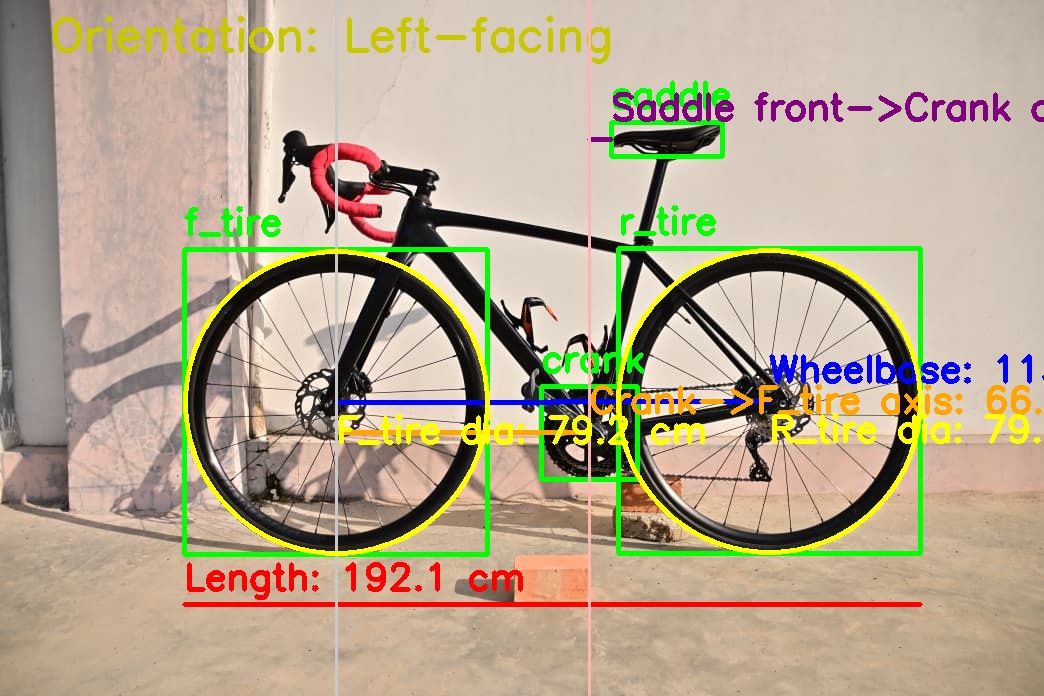 Orientation: Left-facing
saddle
Saddle front->Crank
f_tire
r_tire
crank
Wheelbase: 11
Crank->F_tire axis: 66.
F_tire dia: 79.2 cm
R_tire dia: 79.
Length: 192.1 cm